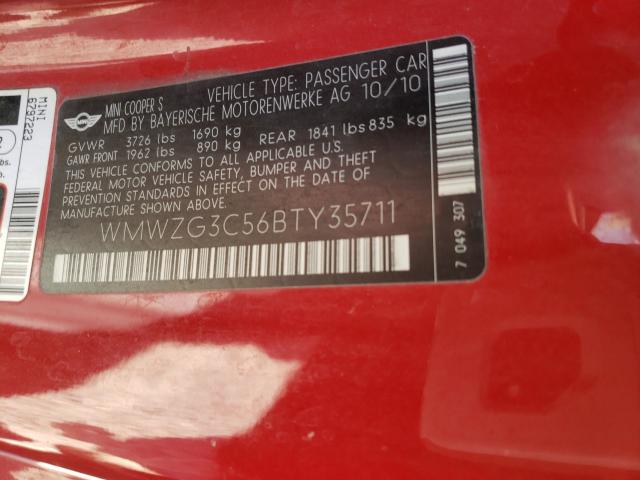 MINI COOPER S VEHICLE TYPE: PASSENGER CAR
MFD BY BAYERISCHE MOTORENWERKE AG 10/10
GVWR 3726 lbs 1690 kg
GAWR FRONT 1962 lbs 890 kg REAR 1841 lbs 835 kg
THIS VEHICLE CONFORMS TO ALL APPLICABLE U.S.
FEDERAL MOTOR VEHICLE SAFETY, BUMPER AND THEFT
PREVENTION STANDARDS IN EFFECT ON THE DATE OF
MANUFACTURE SHOWN ABOVE.
WMWZG3C56BTY35711
7 049 307
MINI
6797223
lbs.